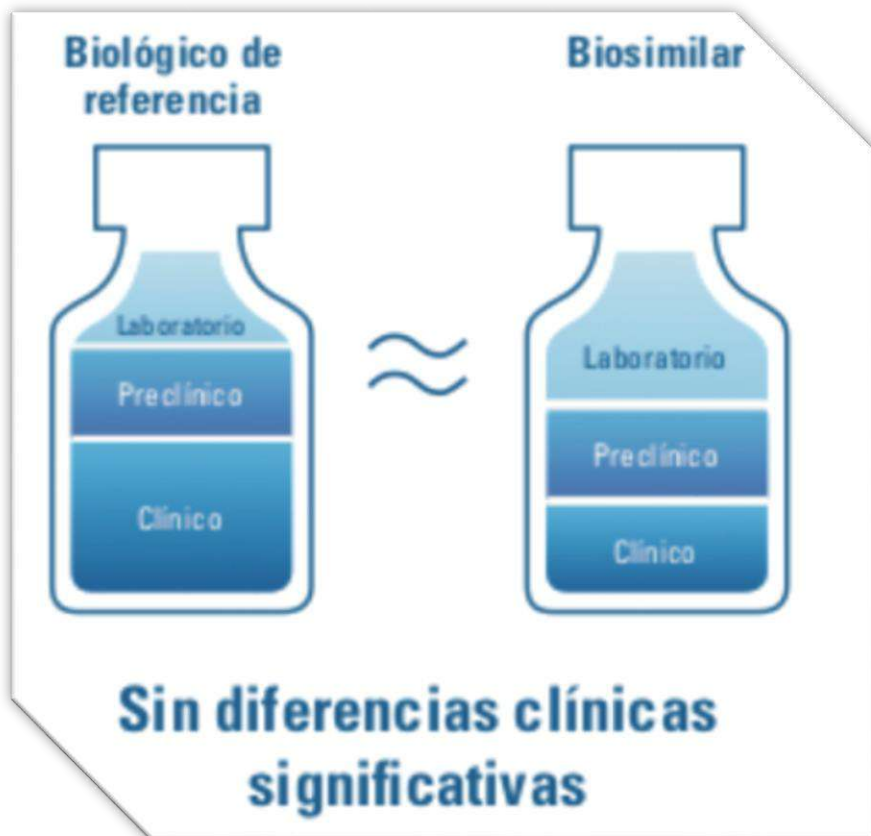 Biológico de
referencia
Laboratorio
Preclínico
Clínico
≈
Biosimilar
Laboratorio
Preclínico
Clínico
Sin diferencias clínicas
significativas